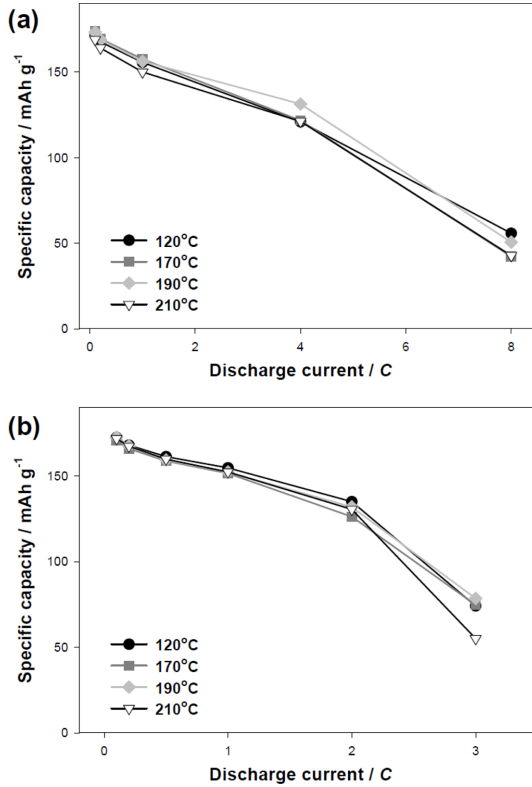 (a)
Specific capacity / mAh g-1
150
100
50
0
120°C
170°C
190°C
210°C
0 2 4 6 8
Discharge current / C
(b)
Specific capacity / mAh g-1
150
100
50
0
120°C
170°C
190°C
210°C
0 1 2 3
Discharge current / C